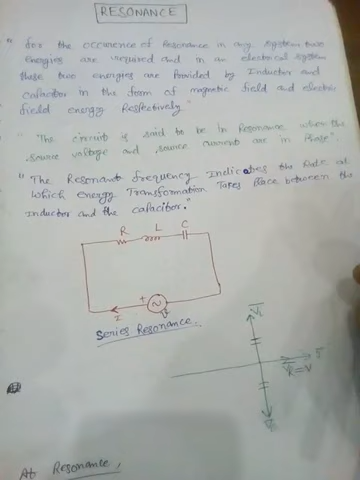 RESONANCE
" For the occurence of Resonance in any system two
energies are required and in an electrical system
these two energies are Provided by Inductor and
capacitor in the form of magnetic field and electric
field energy Respectively"
" The circuit is said to be in Resonance when the
source voltage and source current are in Phase".
" The Resonant frequency Indicates the Rate at
which energy Transformation Takes Place between the
Inductor and the capacitor."
R L C
+
I
V
Series Resonance.
VL
I
VR=V
At Resonance,